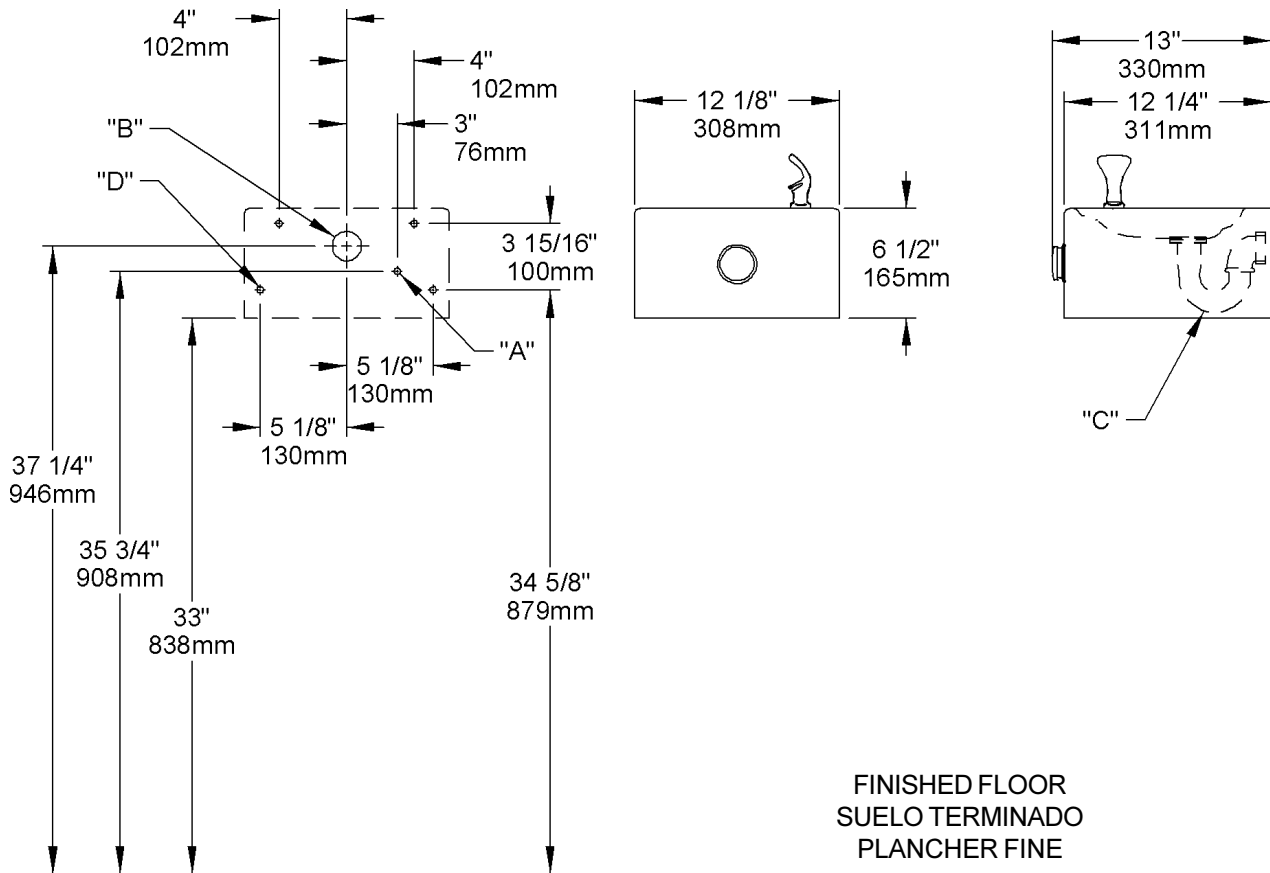 4"
102mm
4"
102mm
3"
76mm
"B"
"D"
3 15/16"
100mm
"A"
5 1/8"
130mm
5 1/8"
130mm
37 1/4"
946mm
35 3/4"
908mm
33"
838mm
34 5/8"
879mm
12 1/8"
308mm
6 1/2"
165mm
13"
330mm
12 1/4"
311mm
"C"
FINISHED FLOOR
SUELO TERMINADO
PLANCHER FINE